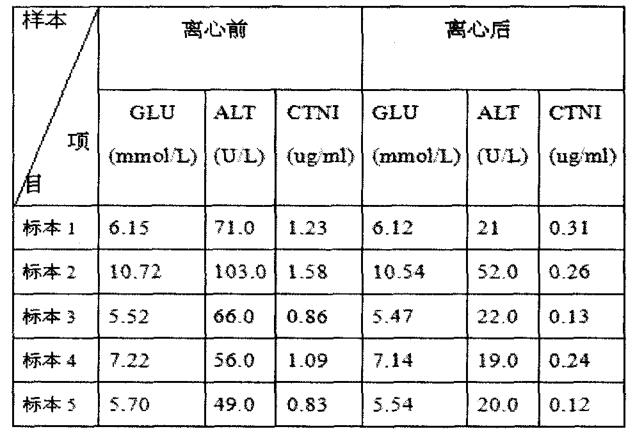 样本 离心前 离心后
项
目
GLU ALT CTNI GLU ALT CTNI
(mmol/L) (U/L) (ug/ml) (mmol/L) (U/L) (ug/ml)
标本 1 6.15 71.0 1.23 6.12 21 0.31
标本 2 10.72 103.0 1.58 10.54 52.0 0.26
标本 3 5.52 66.0 0.86 5.47 22.0 0.13
标本 4 7.22 56.0 1.09 7.14 19.0 0.24
标本 5 5.70 49.0 0.83 5.54 20.0 0.12